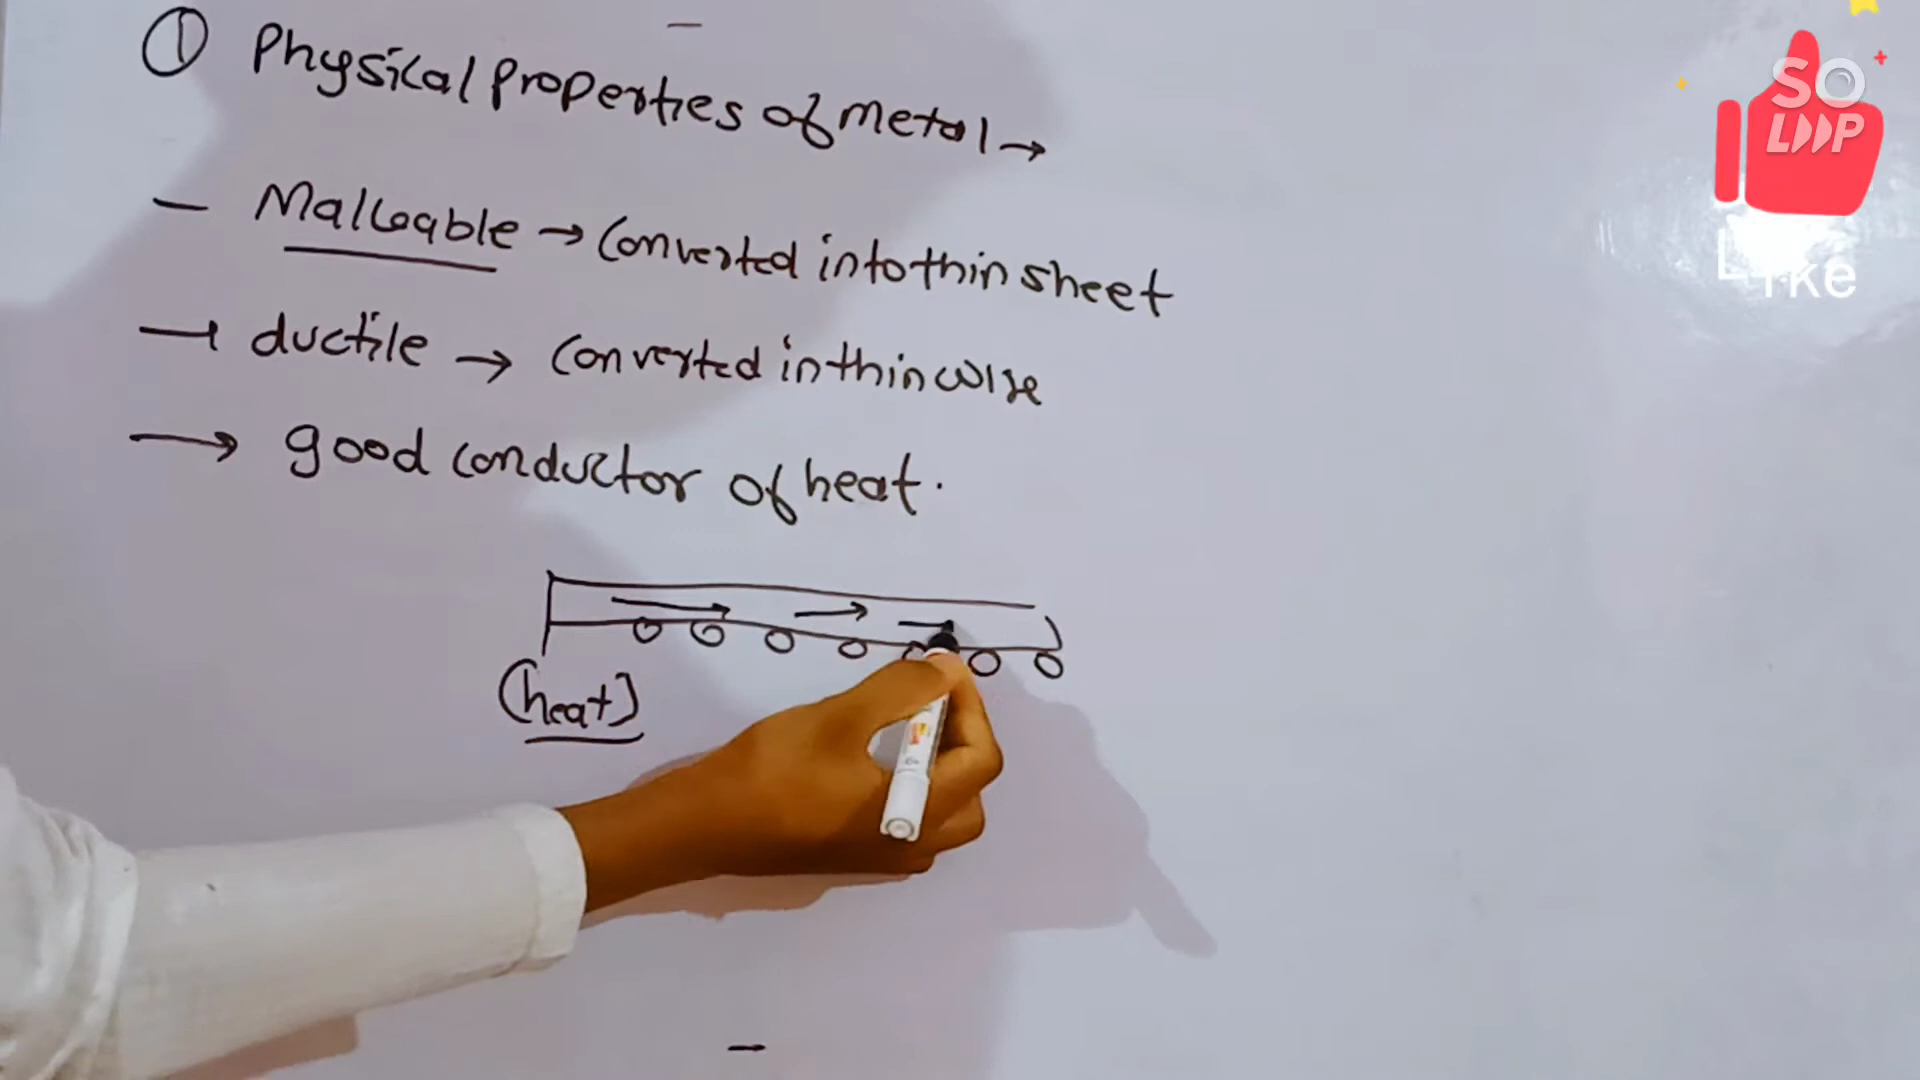 ① Physical Properties of metal →
— Malleable → Converted into thin sheet
— ductile → Converted in thin wire
→ good conductor of heat.
(heat)
SO
LOOP
Like